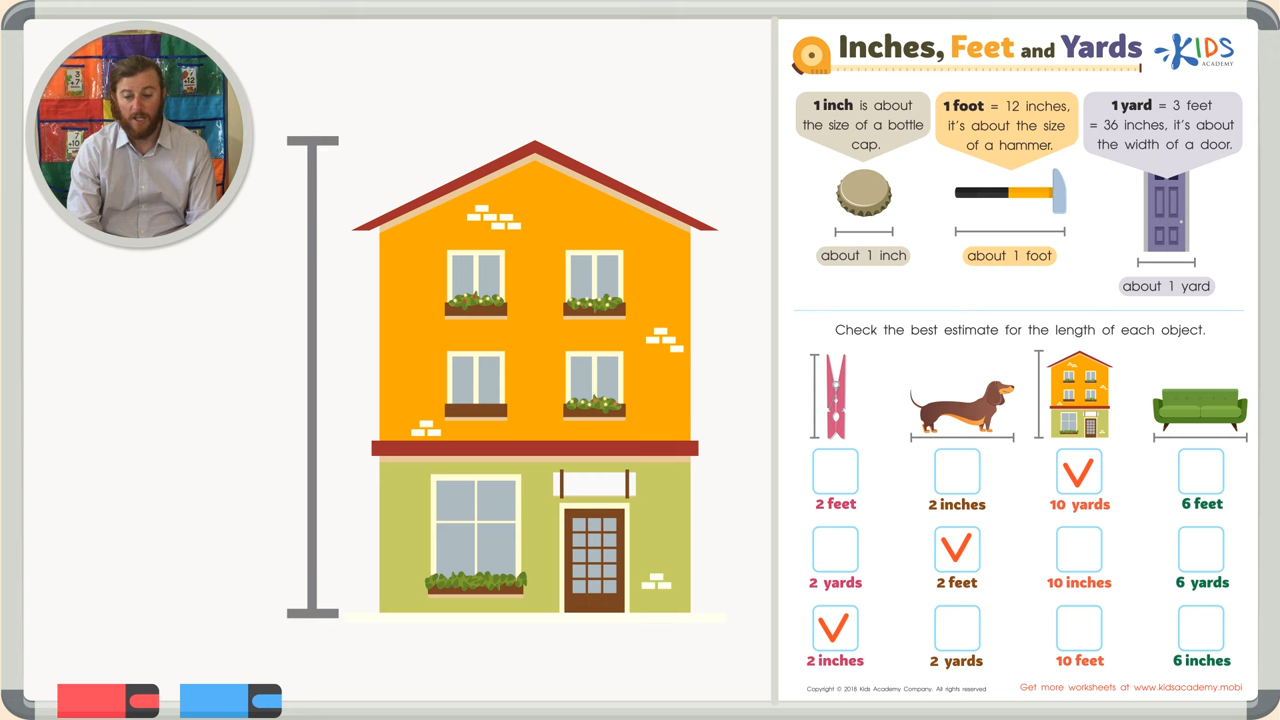 Inches, Feet and Yards
KIDS
ACADEMY
1 inch is about
the size of a bottle
cap.
1 foot = 12 inches,
it's about the size
of a hammer.
1 yard = 3 feet
= 36 inches, it's about
the width of a door.
about 1 inch
about 1 foot
about 1 yard
Check the best estimate for the length of each object.
2 feet
2 inches
10 yards
6 feet
2 yards
2 feet
10 inches
6 yards
2 inches
2 yards
10 feet
6 inches
Copyright © 2018 Kids Academy Company. All rights reserved
Get more worksheets at www.kidsacademy.mobi